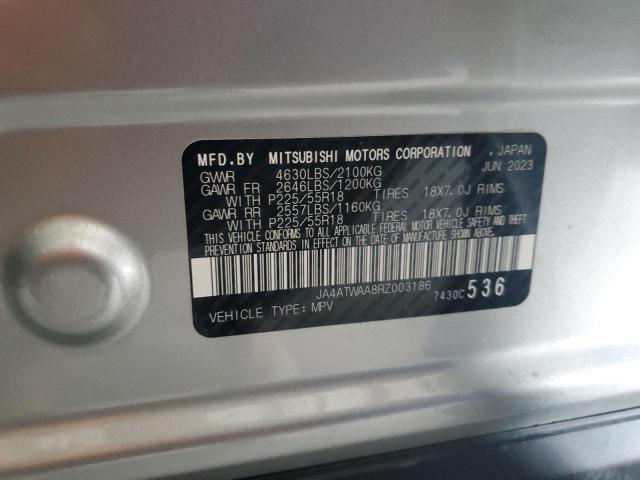 MFD.BY MITSUBISHI MOTORS CORPORATION , JAPAN
GVWR 4630LBS/2100KG JUN 2023
GAWR FR 2646LBS/1200KG
WITH P225/55R18 TIRES 18X7.0J RIMS
GAWR RR 2557LBS/1160KG
WITH P225/55R18 TIRES 18X7.0J RIMS
THIS VEHICLE CONFORMS TO ALL APPLICABLE FEDERAL MOTOR VEHICLE SAFETY AND THEFT
PREVENTION STANDARDS IN EFFECT ON THE DATE OF MANUFACTURE SHOWN ABOVE.
JA4ATWAA8RZ003186
7430C 536
VEHICLE TYPE: MPV